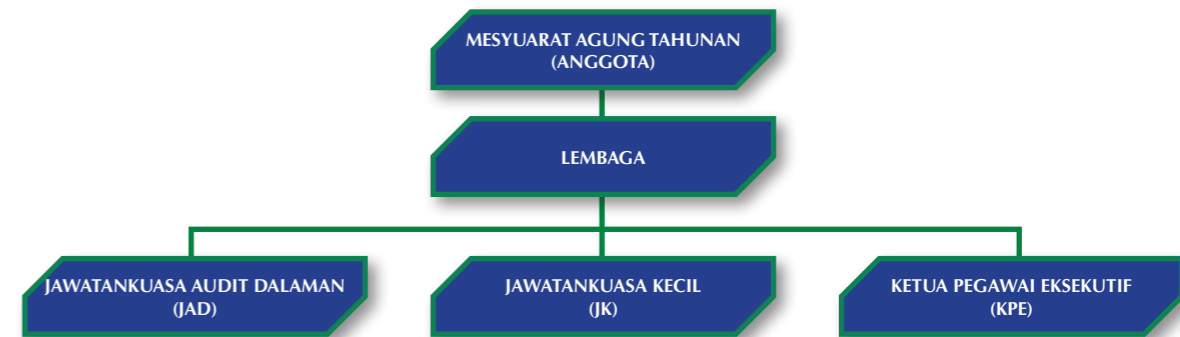 MESYUARAT AGUNG TAHUNAN
(ANGGOTA)
LEMBAGA
JAWATANKUASA AUDIT DALAMAN
(JAD)
JAWATANKUASA KECIL
(JK)
KETUA PEGAWAI EKSEKUTIF
(KPE)